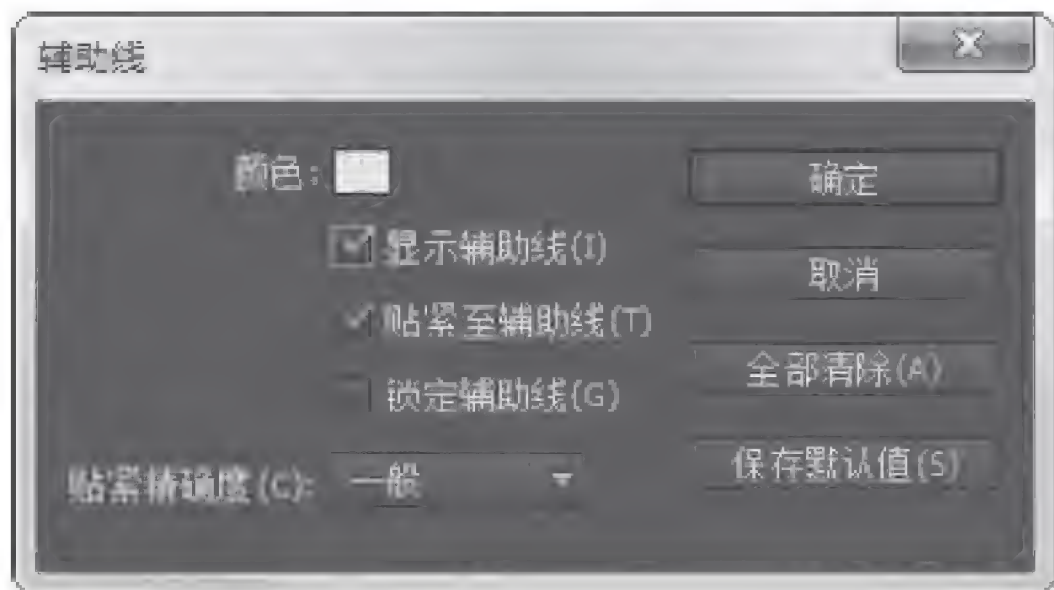 辅助线
颜色:
确定
显示辅助线(I)
取消
贴紧至辅助线(T)
全部清除(A)
锁定辅助线(G)
保存默认值(S)
贴紧精确度(C): 一般